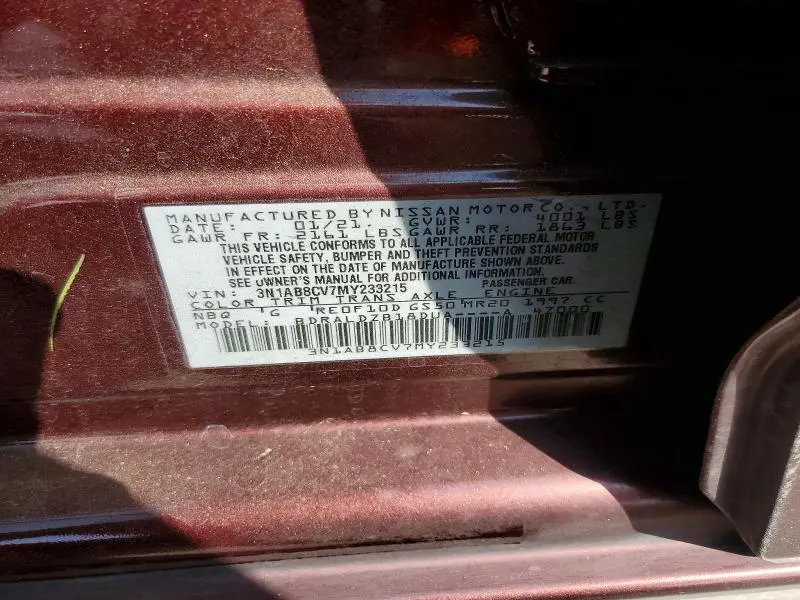 MANUFACTURED BY NISSAN MOTOR CO., LTD.
DATE: 01/21. GVWR: 4001 LBS
GAWR FR: 2161 LBS GAWR RR: 1863 LBS
THIS VEHICLE CONFORMS TO ALL APPLICABLE FEDERAL MOTOR
VEHICLE SAFETY, BUMPER AND THEFT PREVENTION STANDARDS
IN EFFECT ON THE DATE OF MANUFACTURE SHOWN ABOVE.
SEE OWNER'S MANUAL FOR ADDITIONAL INFORMATION.
VIN: 3N1AB8CV7MY233215 PASSENGER CAR
COLOR TRIM TRANS AXLE ENGINE
NBQ G RE0F10D GS50 MR20 1997 CC
MODEL: BDRALDZB18DUA----A 47000
3N1AB8CV7MY233215